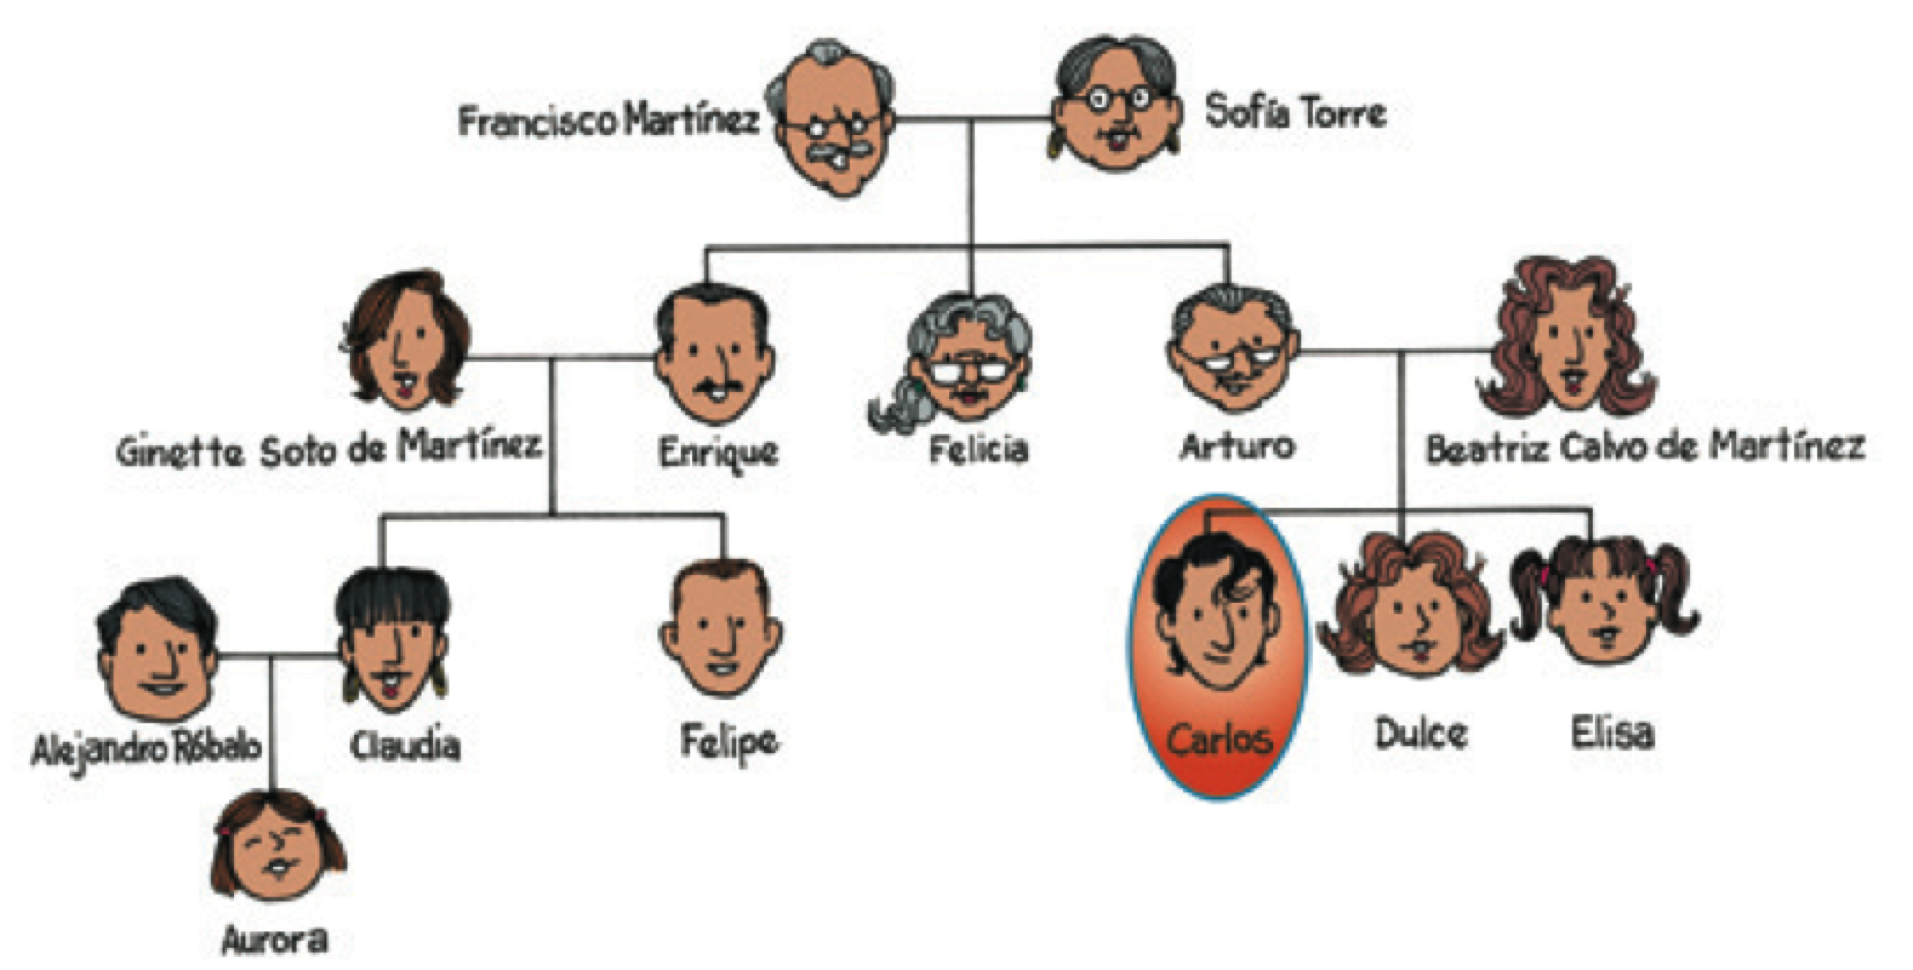 Francisco Martínez
Sofía Torre
Ginette Soto de Martínez
Enrique
Felicia
Arturo
Beatriz Calvo de Martínez
Alejandro Róbalo
Claudia
Felipe
Carlos
Dulce
Elisa
Aurora